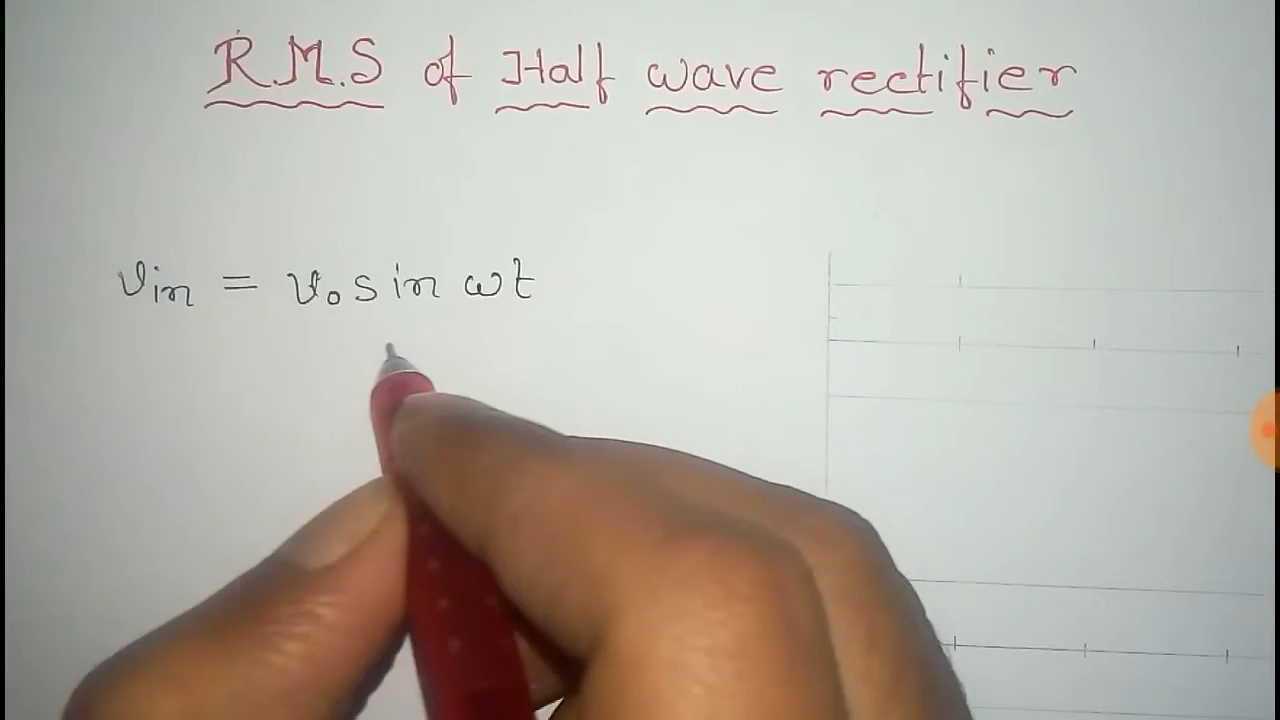 R.M.S of Half wave rectifier
vin = v₀ sin ωt